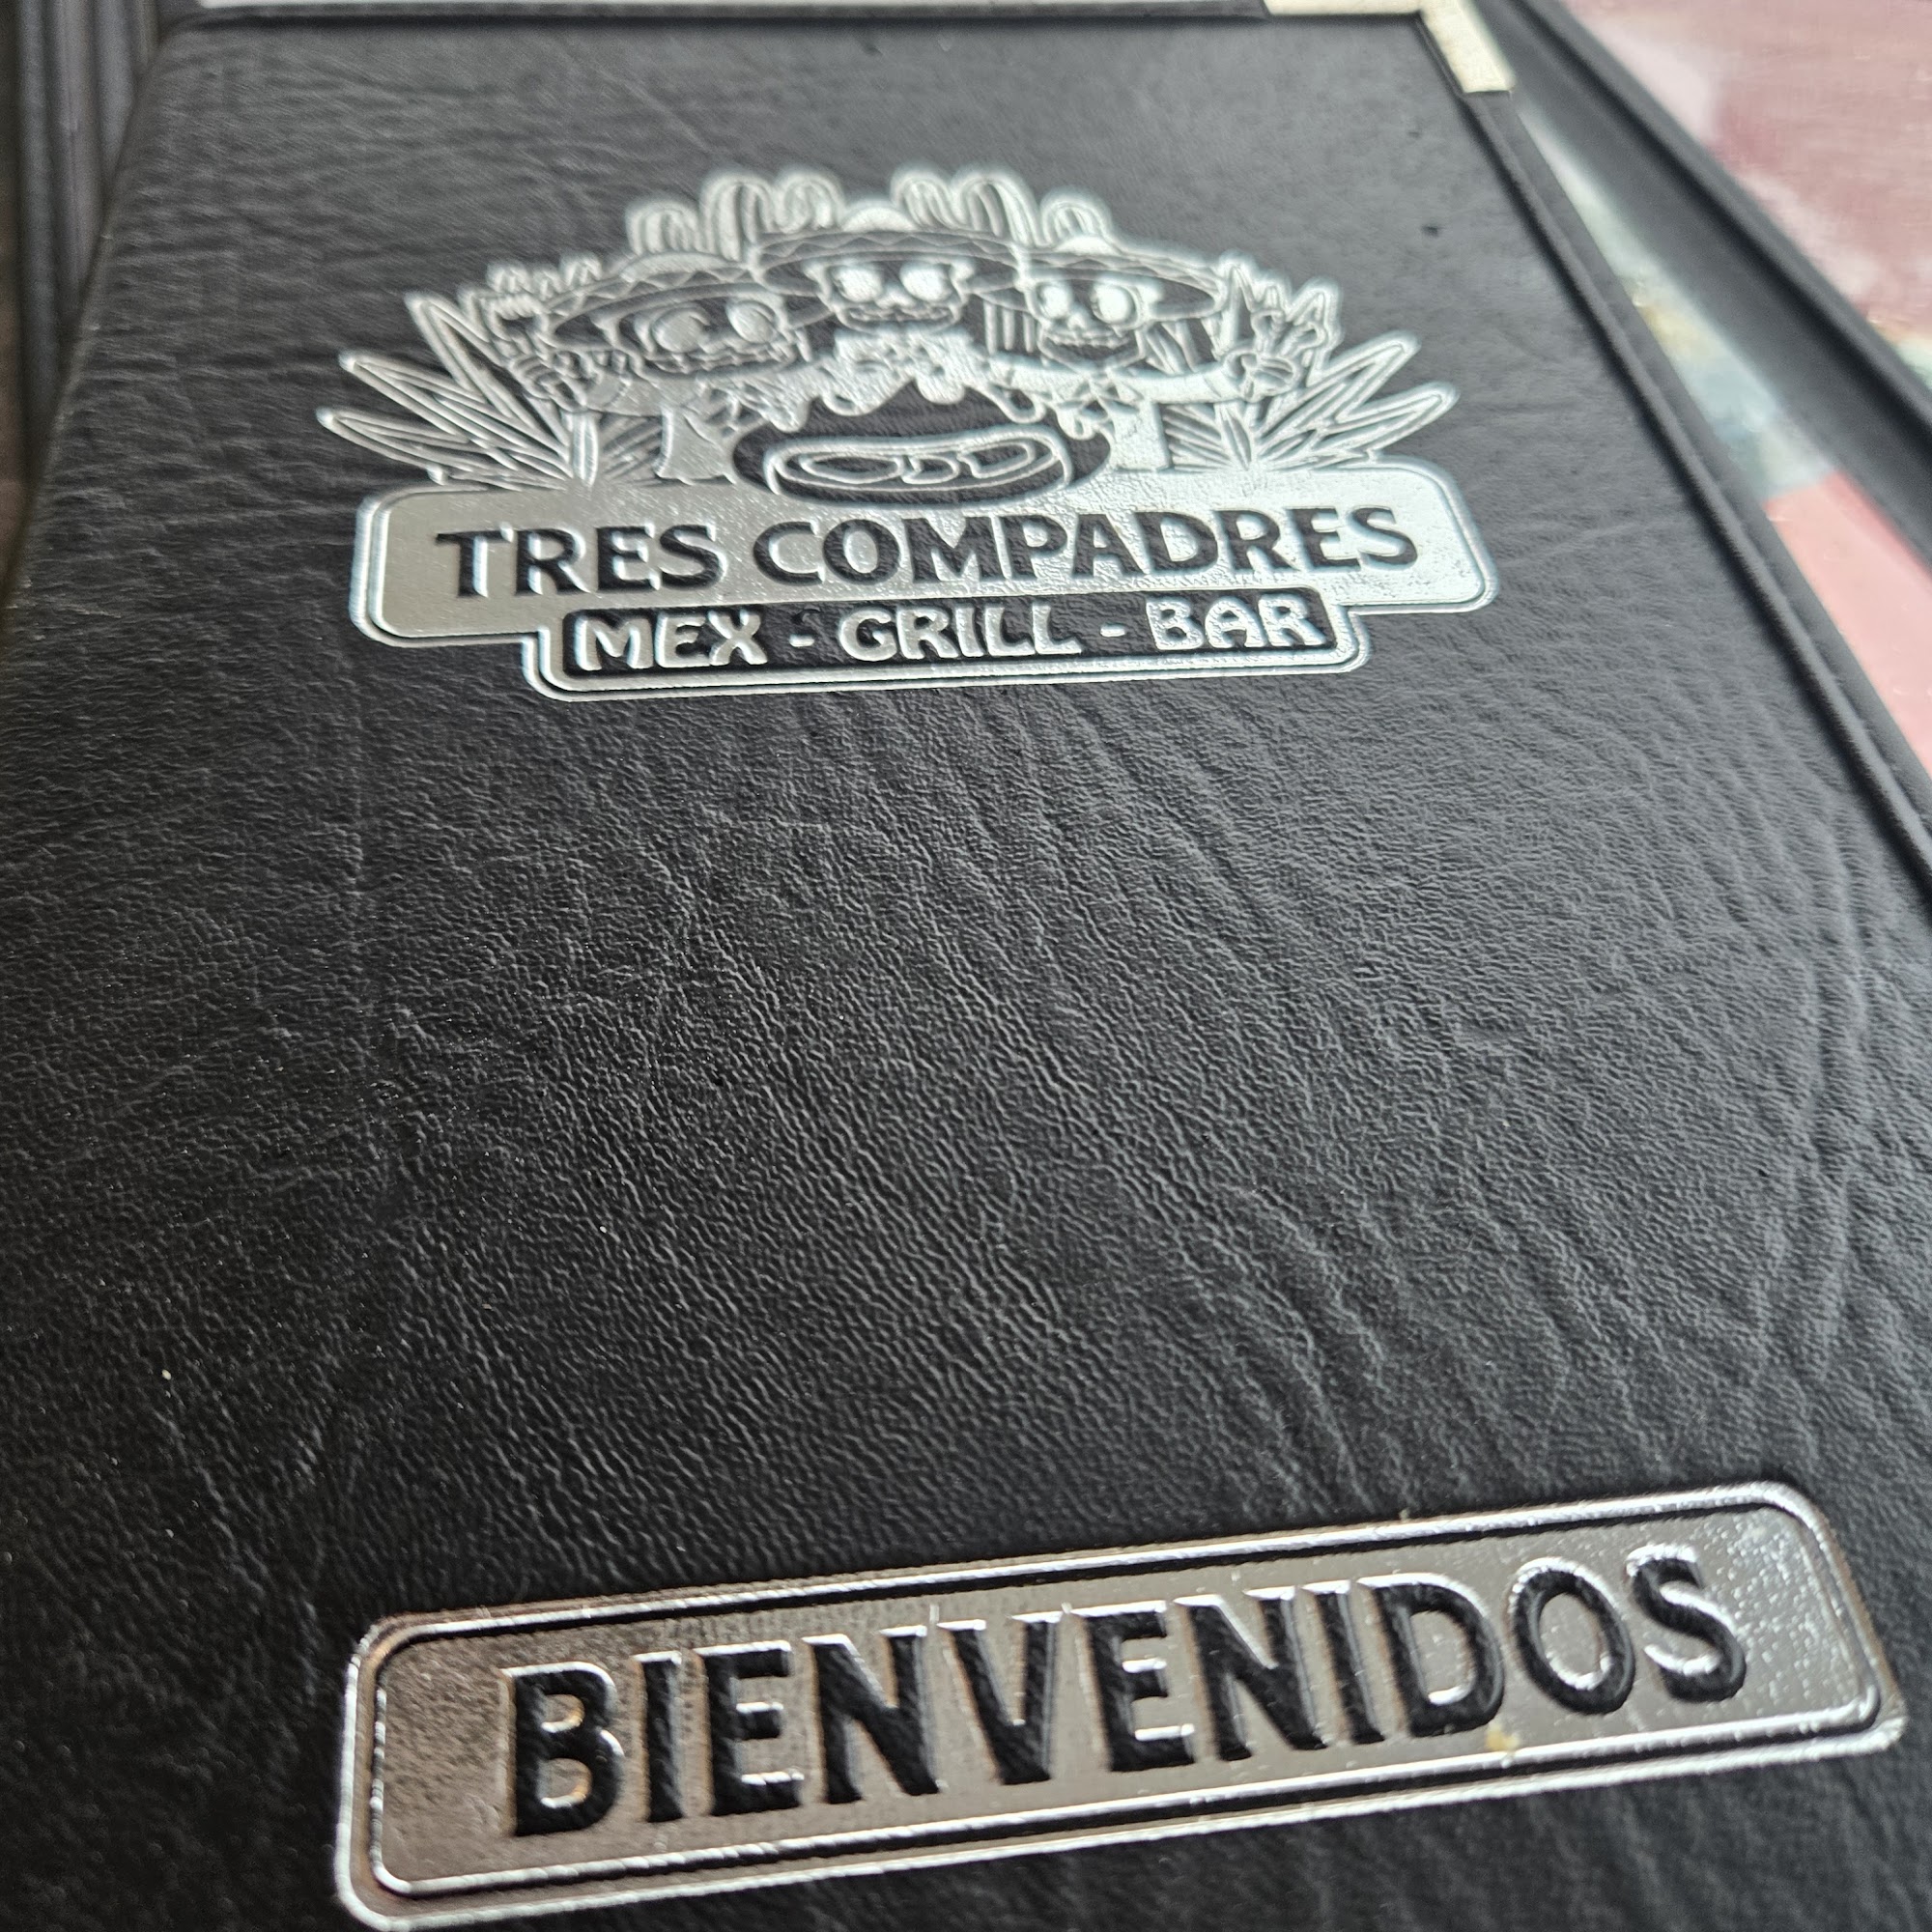 TRES COMPADRES
MEX - GRILL - BAR
BIENVENIDOS